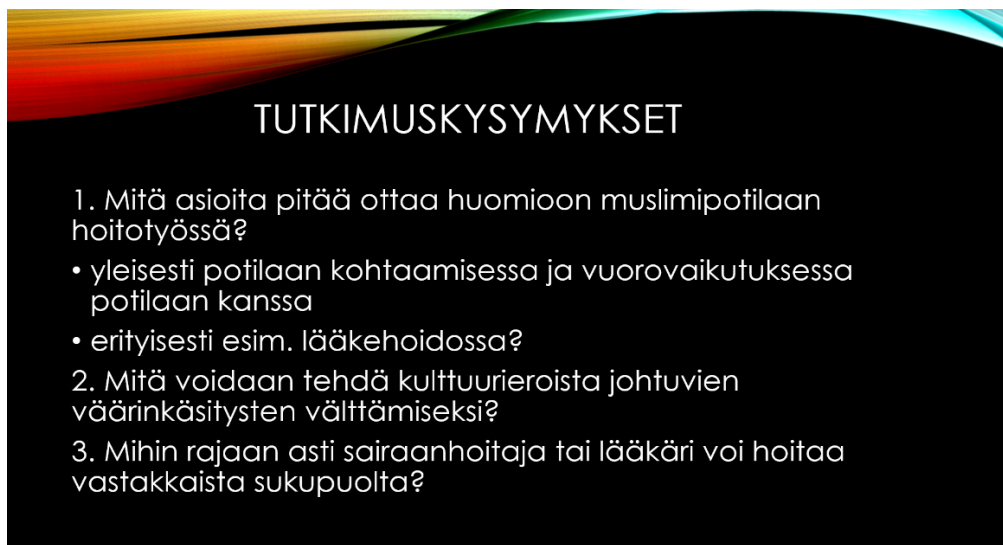 TUTKIMUSKYSYMYKSET
1. Mitä asioita pitää ottaa huomioon muslimipotilaan
hoitotyössä?
• yleisesti potilaan kohtaamisessa ja vuorovaikutuksessa
potilaan kanssa
• erityisesti esim. lääkehoidossa?
2. Mitä voidaan tehdä kulttuurieroista johtuvien
väärinkäsitysten välttämiseksi?
3. Mihin rajaan asti sairaanhoitaja tai lääkäri voi hoitaa
vastakkaista sukupuolta?